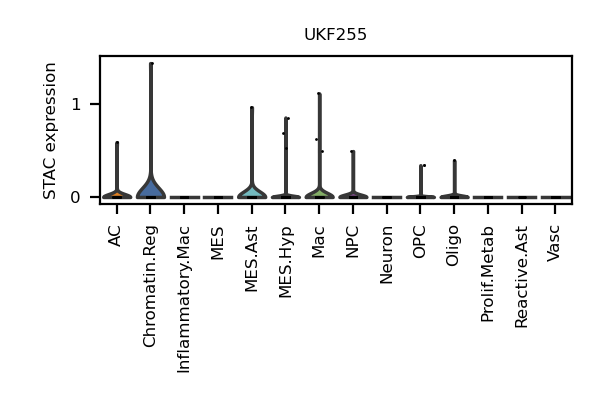 UKF255
STAC expression
1
0
AC
Chromatin.Reg
Inflammatory.Mac
MES
MES.Ast
MES.Hyp
Mac
NPC
Neuron
OPC
Oligo
Prolif.Metab
Reactive.Ast
Vasc